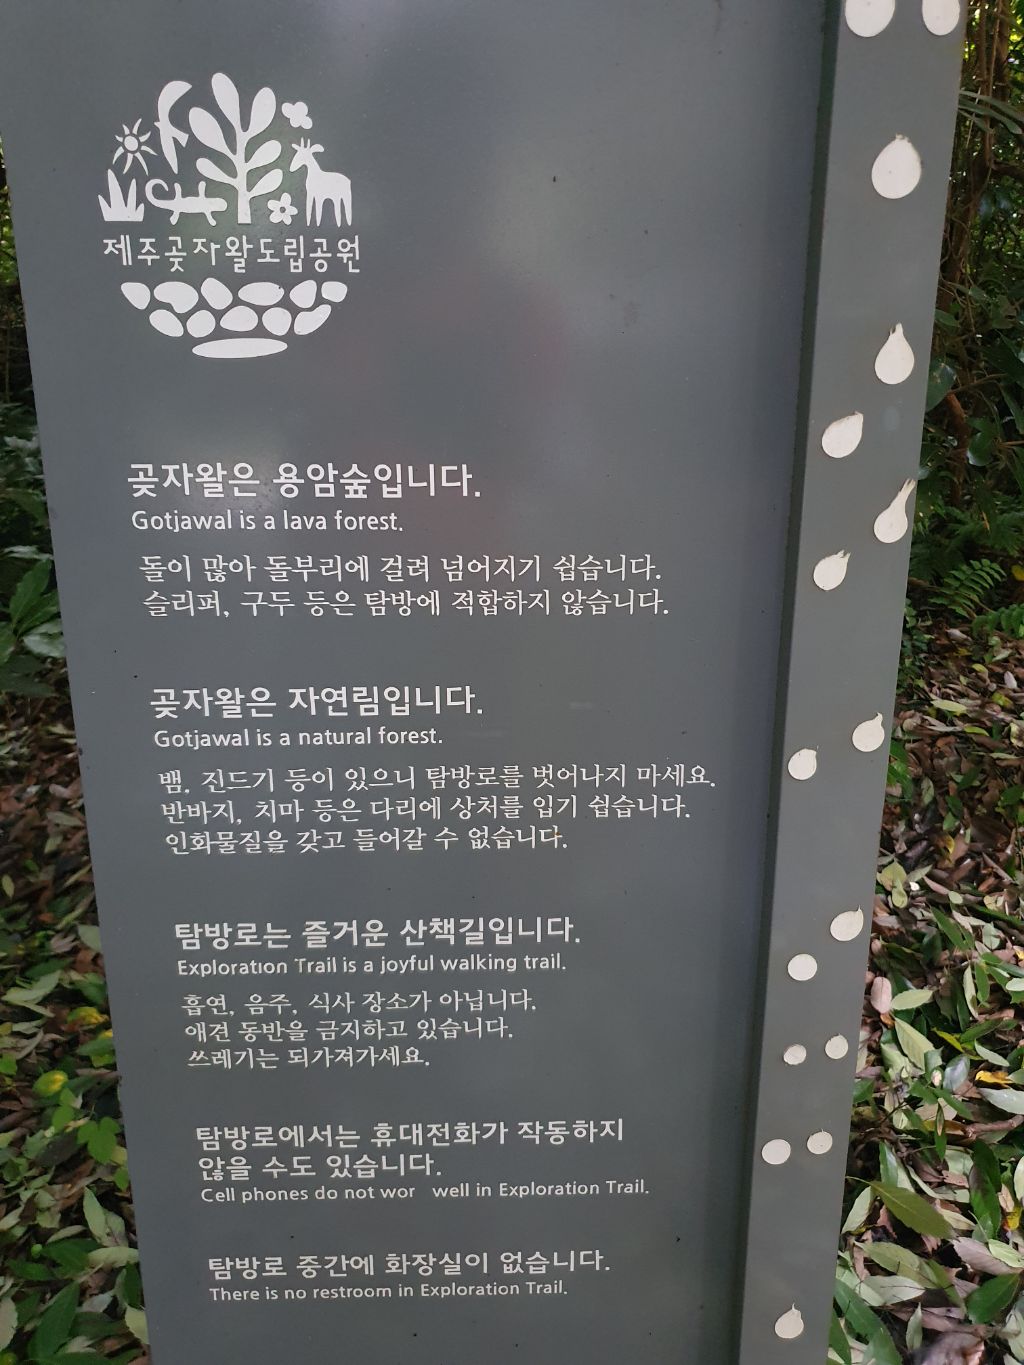 제주곶자왈도립공원
곶자왈은 용암숲입니다.
Gotjawal is a lava forest.
돌이 많아 돌부리에 걸려 넘어지기 쉽습니다.
슬리퍼, 구두 등은 탐방에 적합하지 않습니다.
곶자왈은 자연림입니다.
Gotjawal is a natural forest.
뱀, 진드기 등이 있으니 탐방로를 벗어나지 마세요.
반바지, 치마 등은 다리에 상처를 입기 쉽습니다.
인화물질을 갖고 들어갈 수 없습니다.
탐방로는 즐거운 산책길입니다.
Exploration Trail is a joyful walking trail.
흡연, 음주, 식사 장소가 아닙니다.
애견 동반을 금지하고 있습니다.
쓰레기는 되가져가세요.
탐방로에서는 휴대전화가 작동하지
않을 수도 있습니다.
Cell phones do not wor well in Exploration Trail.
탐방로 중간에 화장실이 없습니다.
There is no restroom in Exploration Trail.